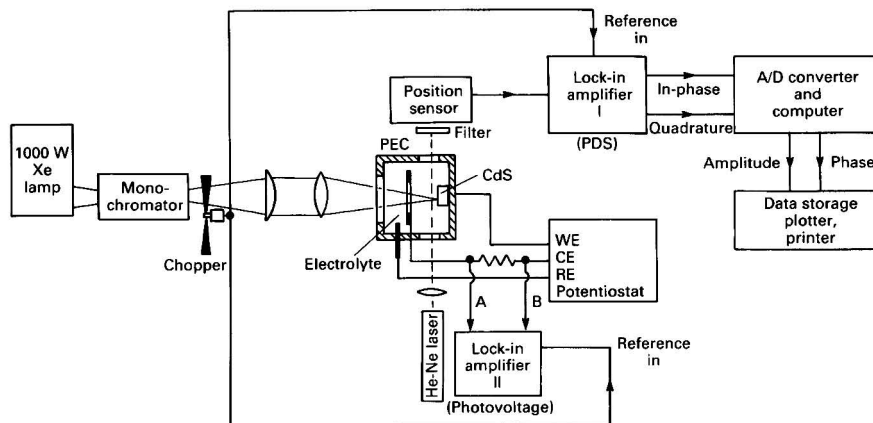 Reference
in
Position
sensor
Lock-in
amplifier
I
(PDS)
In-phase
Quadrature
A/D converter
and
computer
Filter
PEC
1000 W
Xe
lamp
Mono-
chromator
CdS
Amplitude
Phase
Data storage
plotter,
printer
Chopper
Electrolyte
WE
CE
RE
Potentiostat
A
B
He-Ne laser
Lock-in
amplifier
II
(Photovoltage)
Reference
in